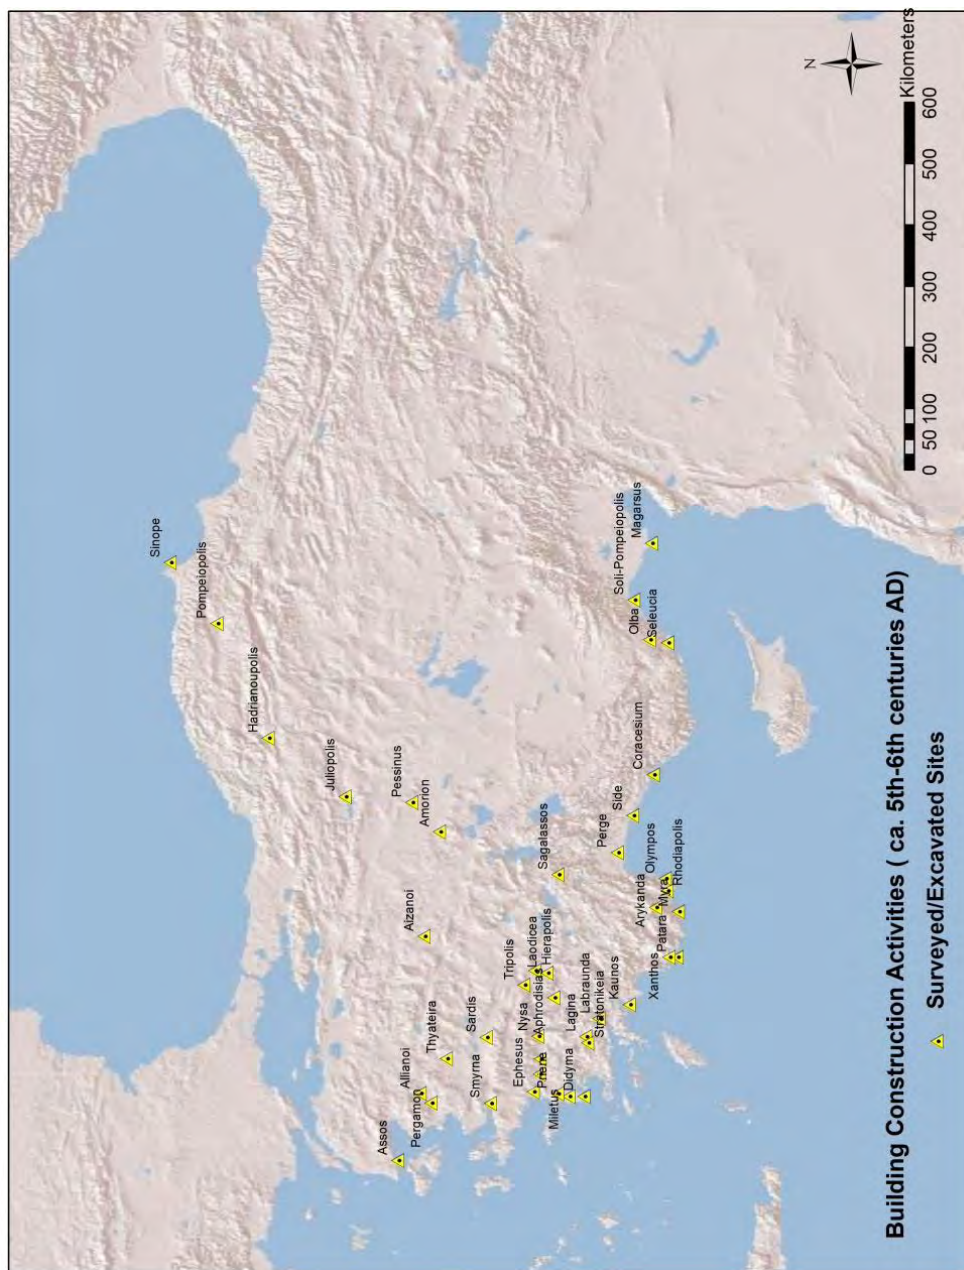 Sinope
Pompeiopolis
Hadrianoupolis
Juliopolis
Assos
Pessinus
Allianoi
Aizanoi
Pergamon
Amorion
Thyateira
Sardis
Smyrna
Tripolis
Ephesus
Nysa
Laodicea
Priene
Aphrodisias
Hierapolis
Sagalassos
Miletus
Didyma
Lagina
Labraunda
Stratonikeia
Kaunos
Perge
Side
Soli-Pompeiopolis
Olba
Magarsus
Seleucia
Coracesium
Arykanda
Olympos
Xanthos
Patara
Myra
Rhodiapolis
N
Building Construction Activities ( ca. 5th-6th centuries AD)
0 50 100 200 300 400 500 600
Kilometers
Surveyed/Excavated Sites